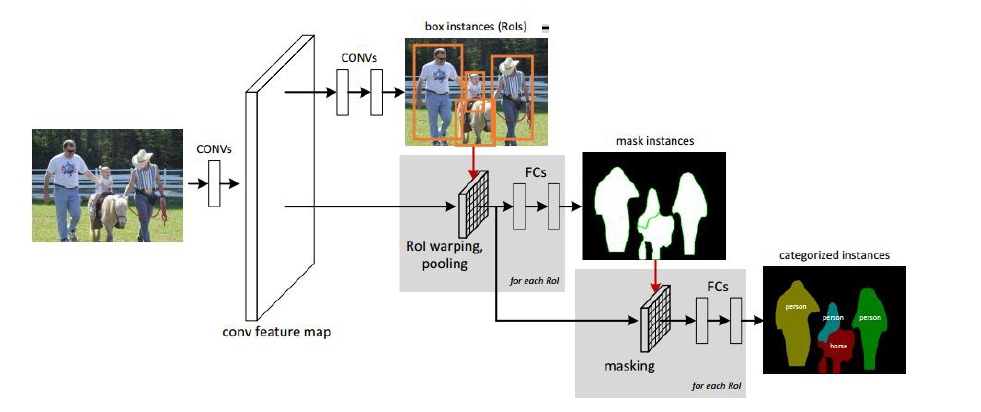 box instances (RoIs)
CONVs
CONVs
mask instances
FCs
RoI warping,
pooling
for each RoI
categorized instances
FCs
person
person
person
horse
conv feature map
masking
for each RoI